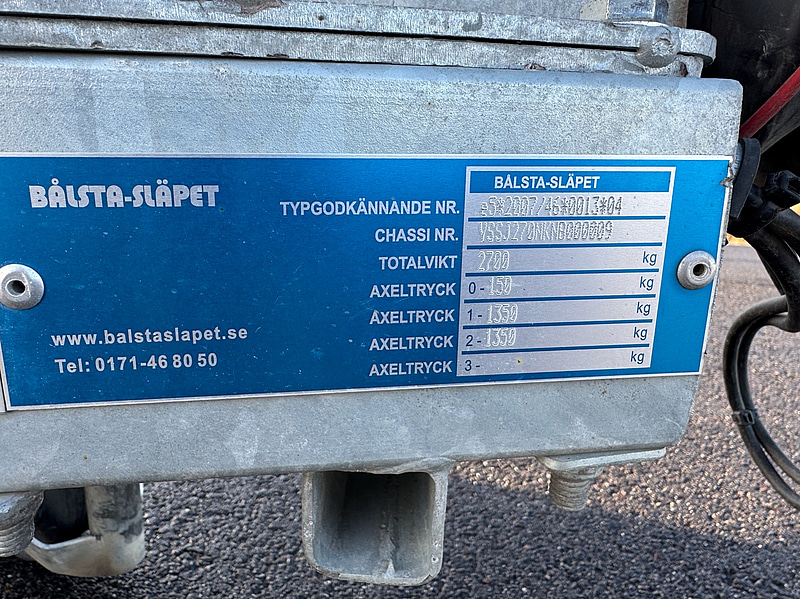 BÅLSTA-SLÄPET
BÅLSTA-SLÄPET
TYPGODKÄNNANDE NR. e5*2007/46*0013*04
CHASSI NR. YSSJ270NKNB000009
TOTALVIKT 2700 kg
AXELTRYCK 0-150 kg
AXELTRYCK 1-1350 kg
AXELTRYCK 2-1350 kg
AXELTRYCK 3- kg
www.balstaslapet.se
Tel: 0171-46 80 50